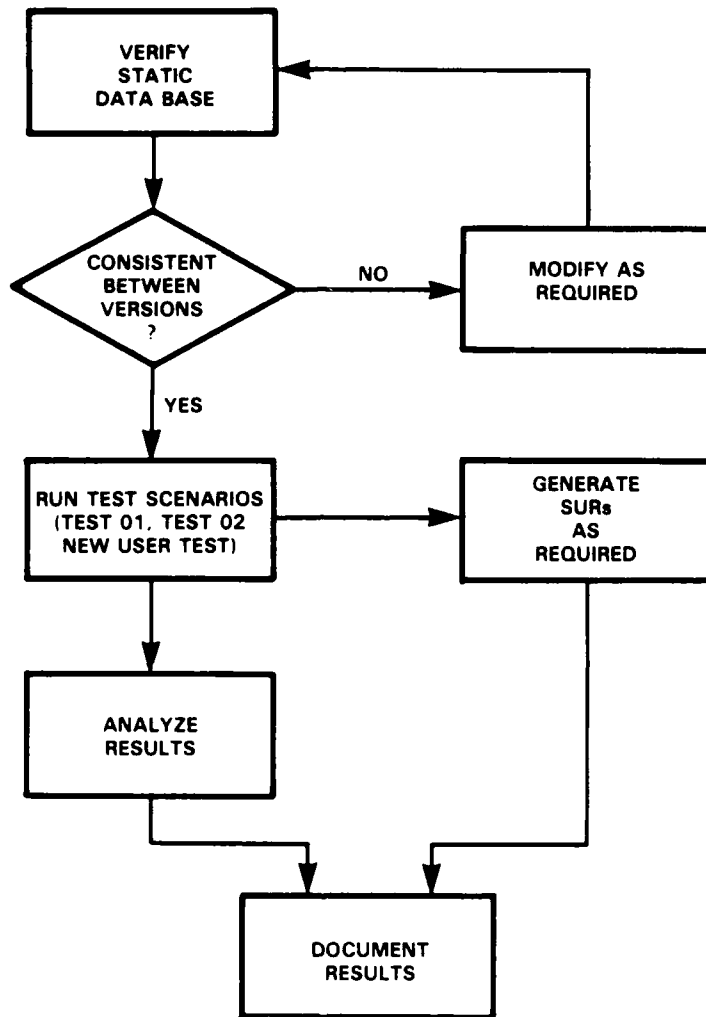 VERIFY
STATIC
DATA BASE
CONSISTENT
BETWEEN
VERSIONS
?
NO
MODIFY AS
REQUIRED
YES
RUN TEST SCENARIOS
(TEST 01, TEST 02
NEW USER TEST)
GENERATE
SURs
AS
REQUIRED
ANALYZE
RESULTS
DOCUMENT
RESULTS